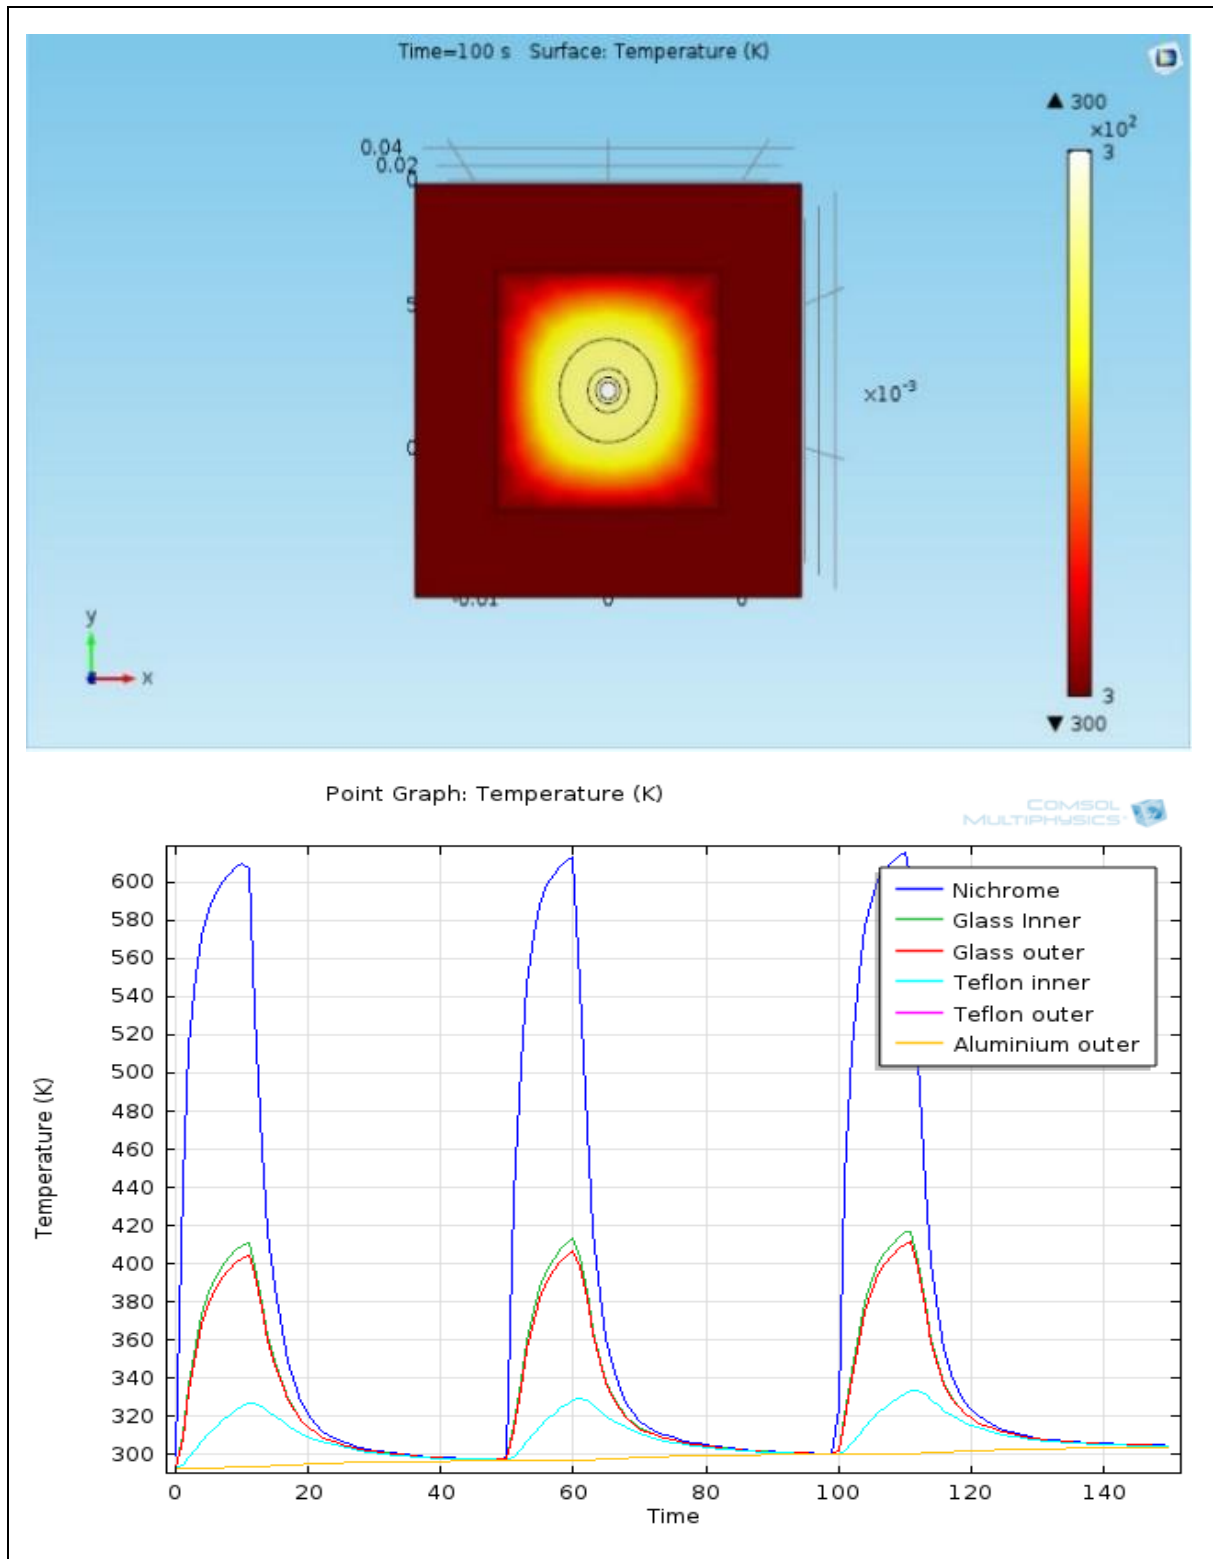 Time=100 s Surface: Temperature (K)
▲ 300
×10²
3
0.04
0.02
0
5
×10⁻³
0
3
▼ 300
-0.01 0 0
y
x
Point Graph: Temperature (K)
COMSOL
MULTIPHYSICS
600
580
560
540
520
500
480
460
440
420
400
380
360
340
320
300
Temperature (K)
Nichrome
Glass Inner
Glass outer
Teflon inner
Teflon outer
Aluminium outer
0 20 40 60 80 100 120 140
Time